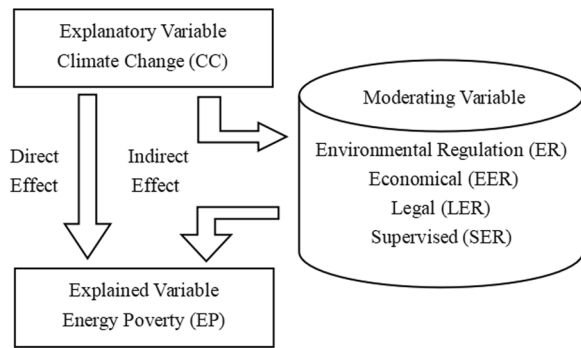 Explanatory Variable
Climate Change (CC)
Direct
Effect
Indirect
Effect
Moderating Variable
Environmental Regulation (ER)
Economical (EER)
Legal (LER)
Supervised (SER)
Explained Variable
Energy Poverty (EP)